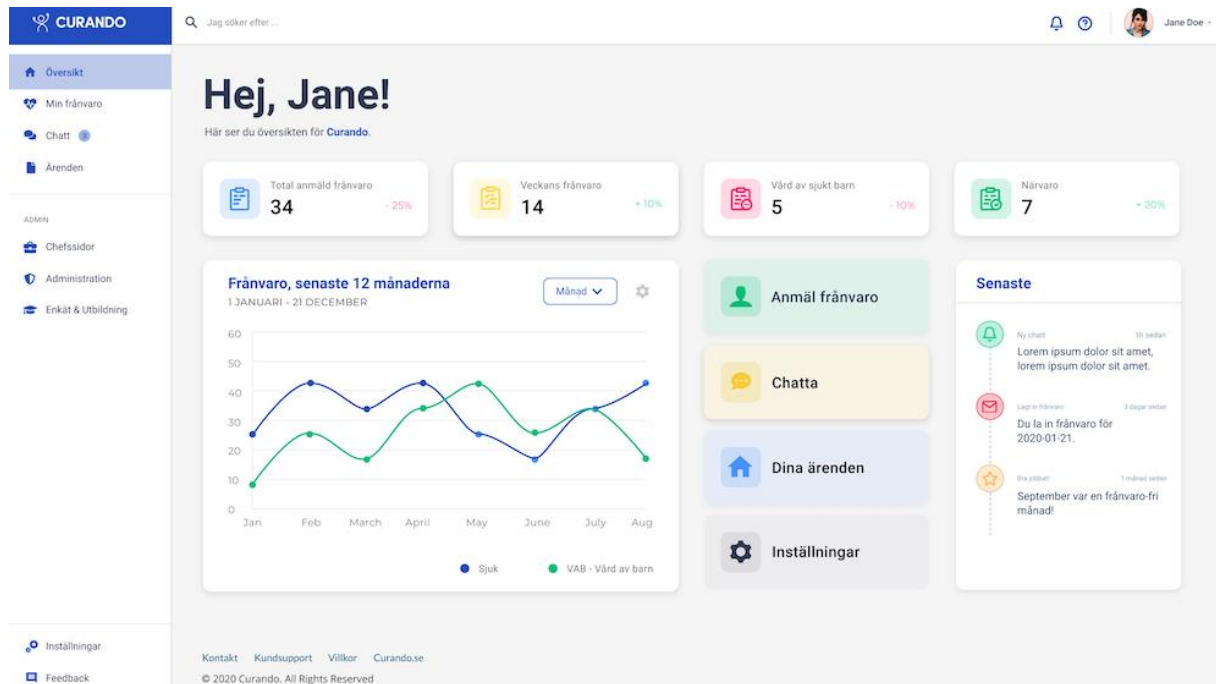 CURANDO
Jag söker efter ...
Jane Doe
Översikt
Min frånvaro
Chatt 3
Ärenden
ADMIN
Chefssidor
Administration
Enkät & Utbildning
Inställningar
Feedback
Hej, Jane!
Här ser du översikten för Curando.
Total anmäld frånvaro
34 - 25%
Veckans frånvaro
14 + 10%
Vård av sjukt barn
5 - 10%
Närvaro
7 + 20%
Frånvaro, senaste 12 månaderna
1 JANUARI - 21 DECEMBER
Månad
60
50
40
30
20
10
0
Jan Feb March April May June July Aug
Sjuk VAB - Vård av barn
Anmäl frånvaro
Chatta
Dina ärenden
Inställningar
Senaste
Ny chatt 1h sedan
Lorem ipsum dolor sit amet,
lorem ipsum dolor sit amet.
Lagt in frånvaro 3 dagar sedan
Du la in frånvaro för
2020-01-21.
Bra jobbat! 1 månad sedan
September var en frånvaro-fri
månad!
Kontakt Kundsupport Villkor Curando.se
© 2020 Curando. All Rights Reserved